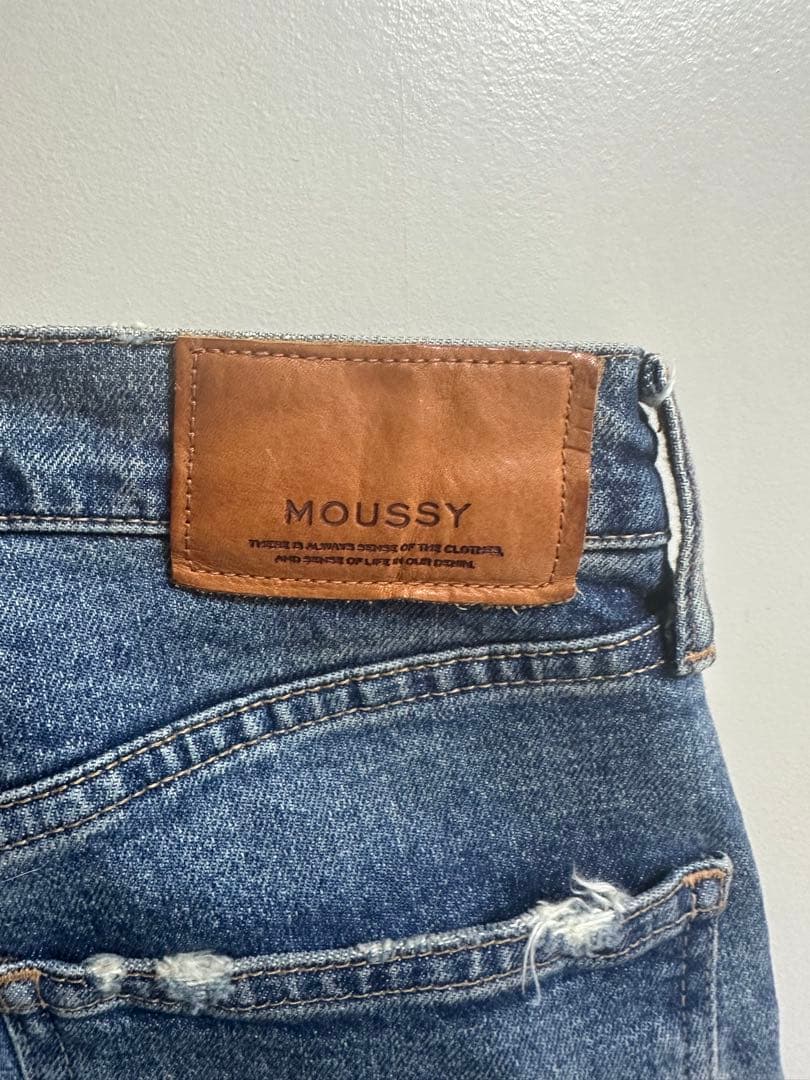 MOUSSY
THERE IS ALWAYS SENSE OF THE CLOTHES,
AND SENSE OF LIFE IN OUR DENIM.